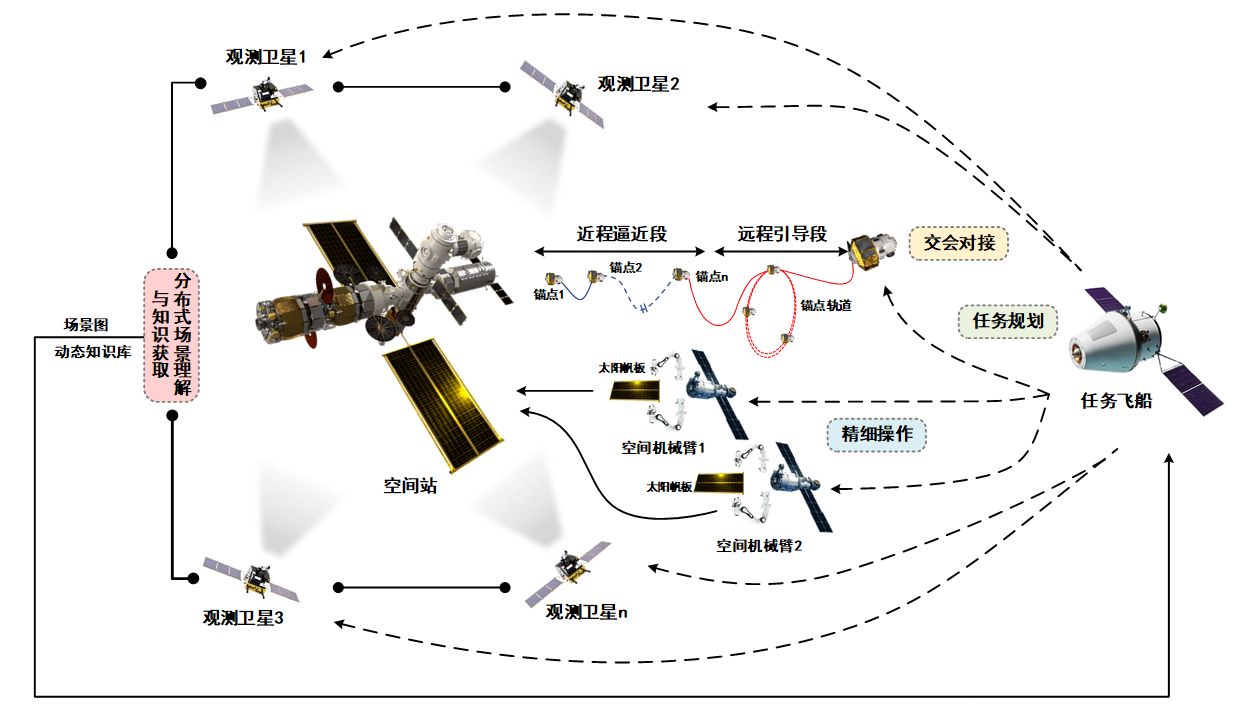 观测卫星1
观测卫星2
近程逼近段
远程引导段
交会对接
锚点1
锚点2
锚点n
锚点轨道
任务规划
任务飞船
分布式场景理解
与知识获取
场景图
动态知识库
太阳帆板
空间机械臂1
精细操作
空间站
太阳帆板
空间机械臂2
观测卫星3
观测卫星n